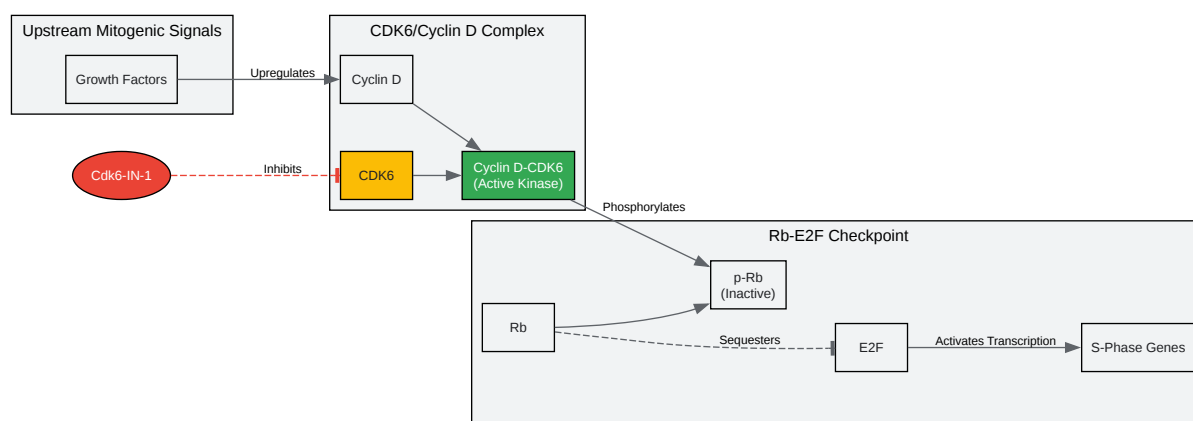 Upstream Mitogenic Signals
Growth Factors
Upregulates
CDK6/Cyclin D Complex
Cyclin D
Cdk6-IN-1
Inhibits
CDK6
Cyclin D-CDK6
(Active Kinase)
Phosphorylates
Rb-E2F Checkpoint
p-Rb
(Inactive)
Rb
Sequesters
E2F
Activates Transcription
S-Phase Genes